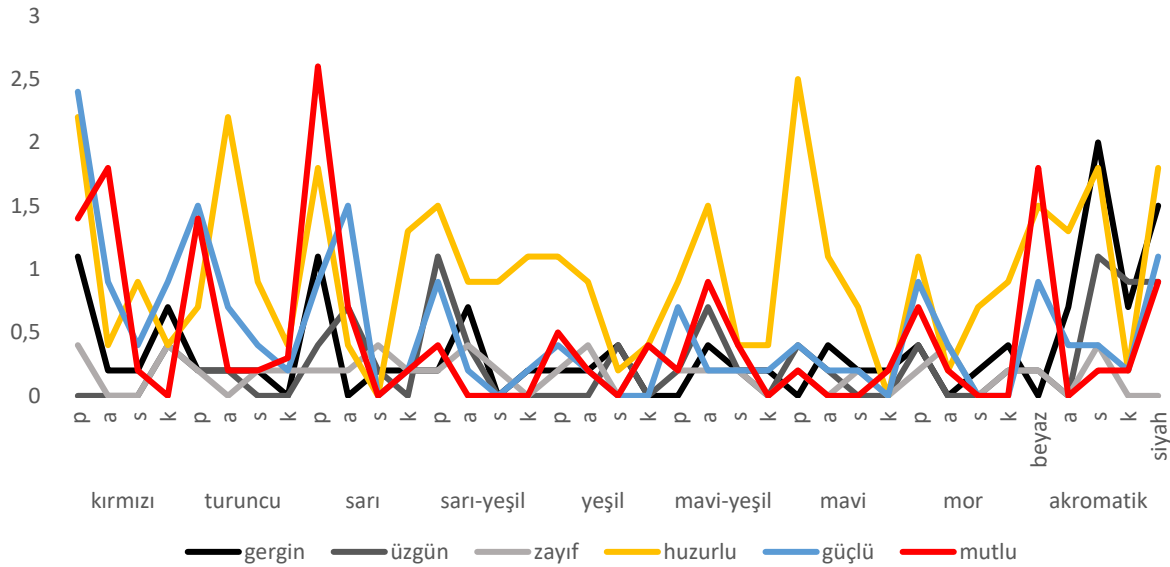 3
2,5
2
1,5
1
0,5
0
p a s k p a s k p a s k p a s k p a s k p a s k p a s k p a s k beyaz a s k siyah
kırmızı turuncu sarı sarı-yeşil yeşil mavi-yeşil mavi mor akromatik
gergin üzgün zayıf huzurlu güçlü mutlu